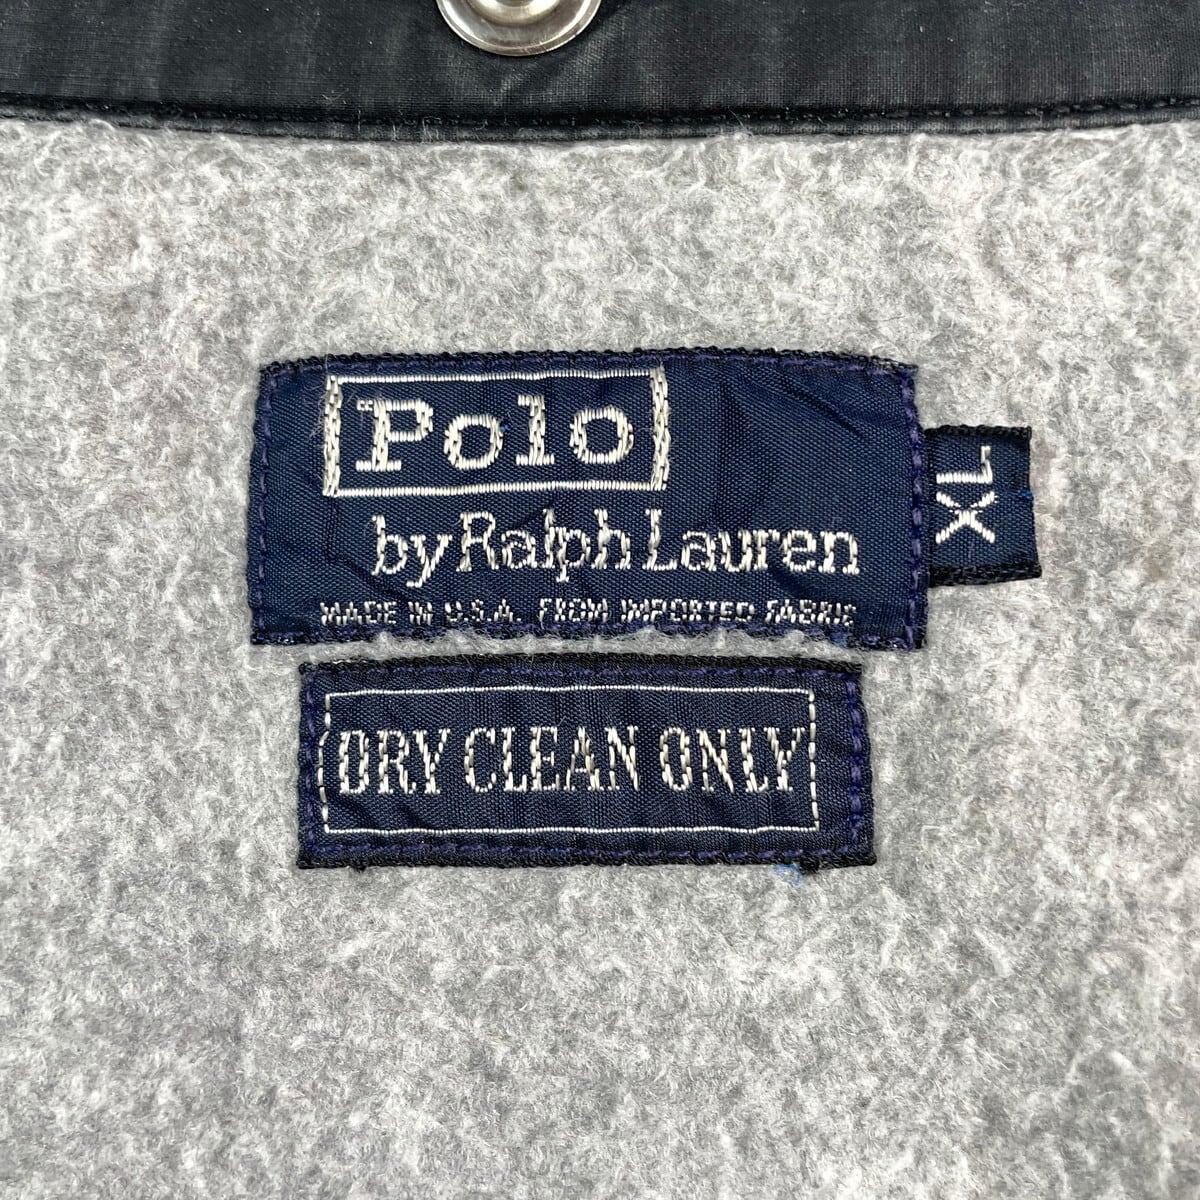 Polo
by Ralph Lauren
MADE IN U.S.A. FROM IMPORTED FABRIC
XL
DRY CLEAN ONLY